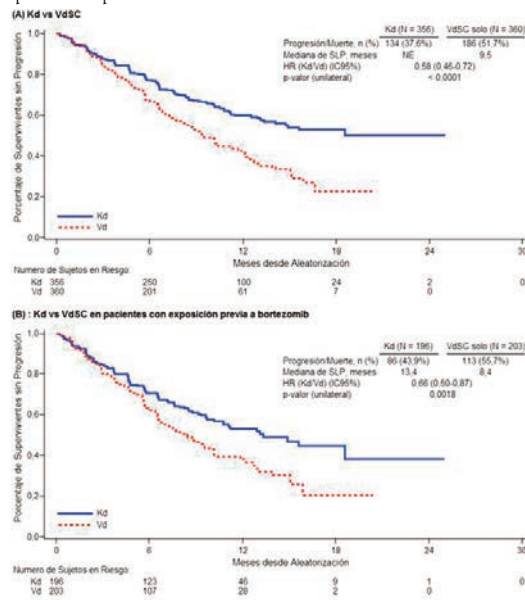 (A) Kd vs VdSC
Kd (N = 356) VdSC solo (N = 360)
Progresión/Muerte, n (%) 134 (37,6%) 186 (51,7%)
Mediana de SLP, meses NE 9,5
HR (Kd/Vd) (IC95%) 0,58 (0,46-0,72)
p-valor (unilateral) < 0,0001
Porcentaje de Supervivientes sin Progresión
1.0
0.8
0.6
0.4
0.2
0.0
Kd
Vd
0 6 12 18 24 30
Meses desde Aleatorización
Numero de Sujetos en Riesgo
Kd 356 250 100 24 2 0
Vd 360 201 61 7 0
(B) : Kd vs VdSC en pacientes con exposición previa a bortezomib
Kd (N = 196) VdSC solo (N = 203)
Progresión/Muerte, n (%) 86 (43,9%) 113 (55,7%)
Mediana de SLP, meses 13,4 8,4
HR (Kd/Vd) (IC95%) 0,66 (0,50-0,87)
p-valor (unilateral) 0,0018
Porcentaje de Supervivientes sin Progresión
1.0
0.8
0.6
0.4
0.2
0.0
Kd
Vd
0 6 12 18 24 30
Meses desde Aleatorización
Numero de Sujetos en Riesgo
Kd 196 123 46 9 1 0
Vd 203 107 28 2 0